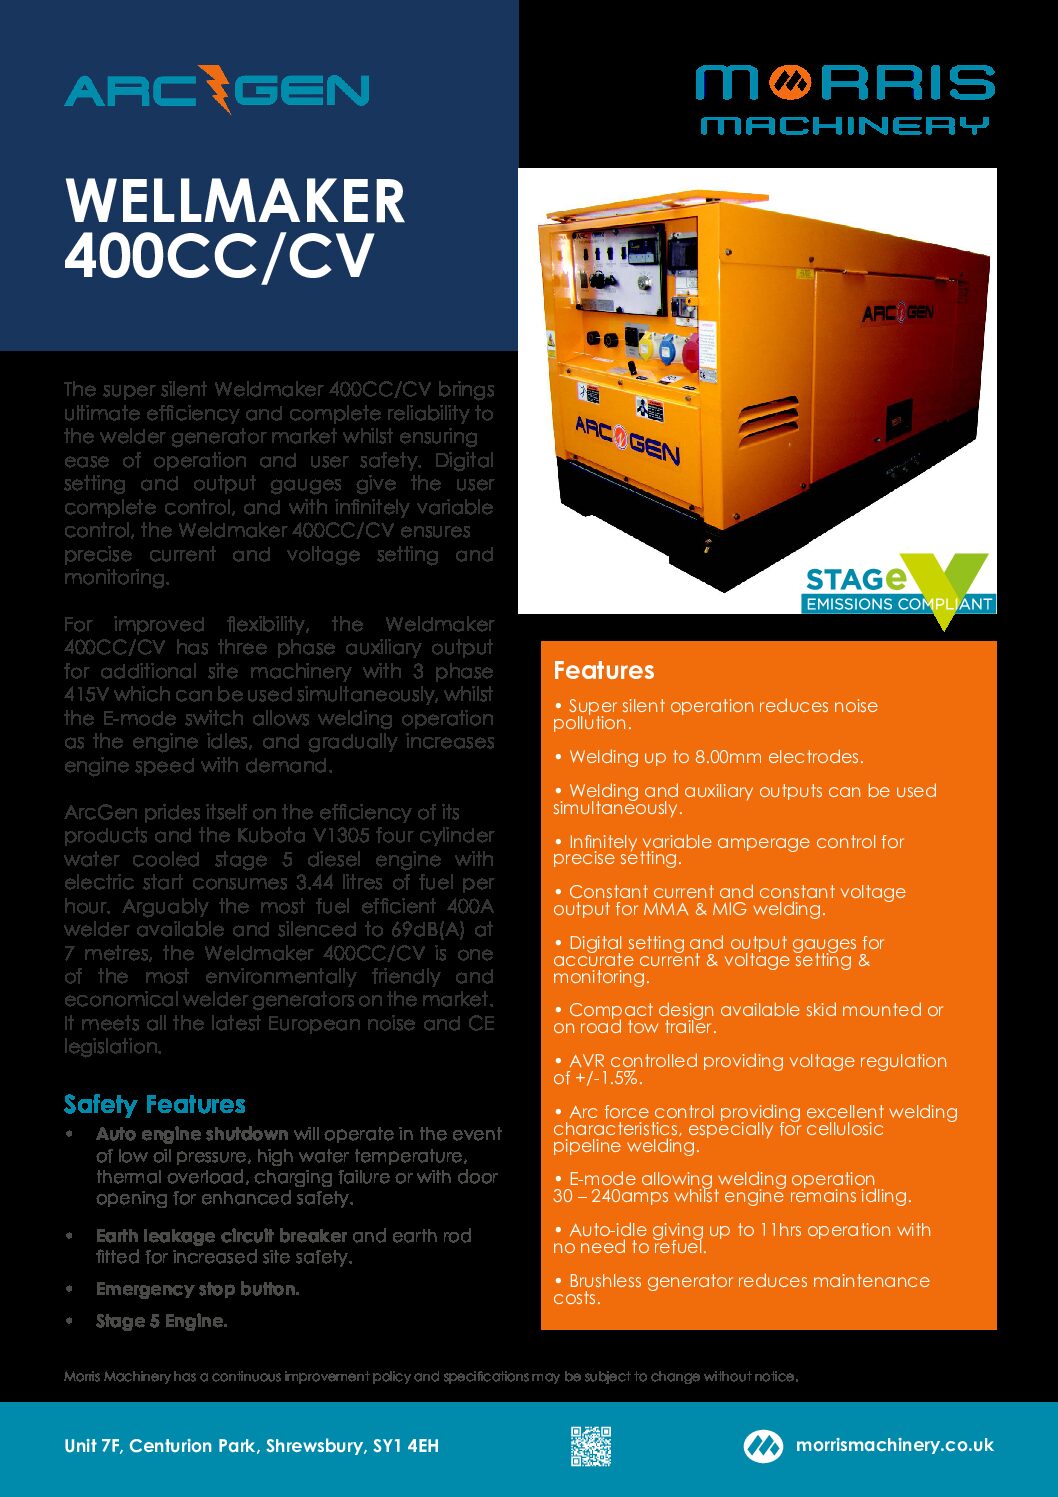 ARC GEN
MORRIS
MACHINERY
WELLMAKER
400CC/CV
ARC GEN
ARC GEN
STAGe V
EMISSIONS COMPLIANT
The super silent Weldmaker 400CC/CV brings
ultimate efficiency and complete reliability to
the welder generator market whilst ensuring
ease of operation and user safety. Digital
setting and output gauges give the user
complete control, and with infinitely variable
control, the Weldmaker 400CC/CV ensures
precise current and voltage setting and
monitoring.
For improved flexibility, the Weldmaker
400CC/CV has three phase auxiliary output
for additional site machinery with 3 phase
415V which can be used simultaneously, whilst
the E-mode switch allows welding operation
as the engine idles, and gradually increases
engine speed with demand.
ArcGen prides itself on the efficiency of its
products and the Kubota V1305 four cylinder
water cooled stage 5 diesel engine with
electric start consumes 3.44 litres of fuel per
hour. Arguably the most fuel efficient 400A
welder available and silenced to 69dB(A) at
7 metres, the Weldmaker 400CC/CV is one
of the most environmentally friendly and
economical welder generators on the market.
It meets all the latest European noise and CE
legislation.
Safety Features
• Auto engine shutdown will operate in the event
of low oil pressure, high water temperature,
thermal overload, charging failure or with door
opening for enhanced safety.
• Earth leakage circuit breaker and earth rod
fitted for increased site safety.
• Emergency stop button.
• Stage 5 Engine.
Features
• Super silent operation reduces noise
pollution.
• Welding up to 8.00mm electrodes.
• Welding and auxiliary outputs can be used
simultaneously.
• Infinitely variable amperage control for
precise setting.
• Constant current and constant voltage
output for MMA & MIG welding.
• Digital setting and output gauges for
accurate current & voltage setting &
monitoring.
• Compact design available skid mounted or
on road tow trailer.
• AVR controlled providing voltage regulation
of +/-1.5%.
• Arc force control providing excellent welding
characteristics, especially for cellulosic
pipeline welding.
• E-mode allowing welding operation
30 – 240amps whilst engine remains idling.
• Auto-idle giving up to 11hrs operation with
no need to refuel.
• Brushless generator reduces maintenance
costs.
Morris Machinery has a continuous improvement policy and specifications may be subject to change without notice.
Unit 7F, Centurion Park, Shrewsbury, SY1 4EH
morrismachinery.co.uk